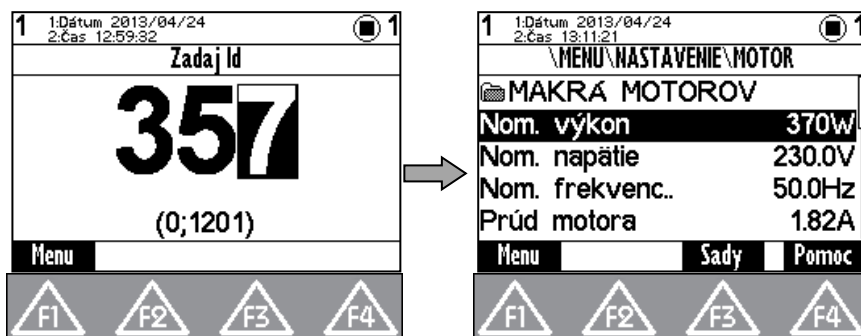 1 1:Dátum 2013/04/24 1
2:Čas 12:59:32
Zadaj Id
357
(0;1201)
Menu
F1 F2 F3 F4
1 1:Dátum 2013/04/24 1
2:Čas 13:11:21
\MENU\NASTAVENIE\MOTOR
MAKRÁ MOTOROV
Nom. výkon 370W
Nom. napätie 230.0V
Nom. frekvenc.. 50.0Hz
Prúd motora 1.82A
Menu Sady Pomoc
F1 F2 F3 F4